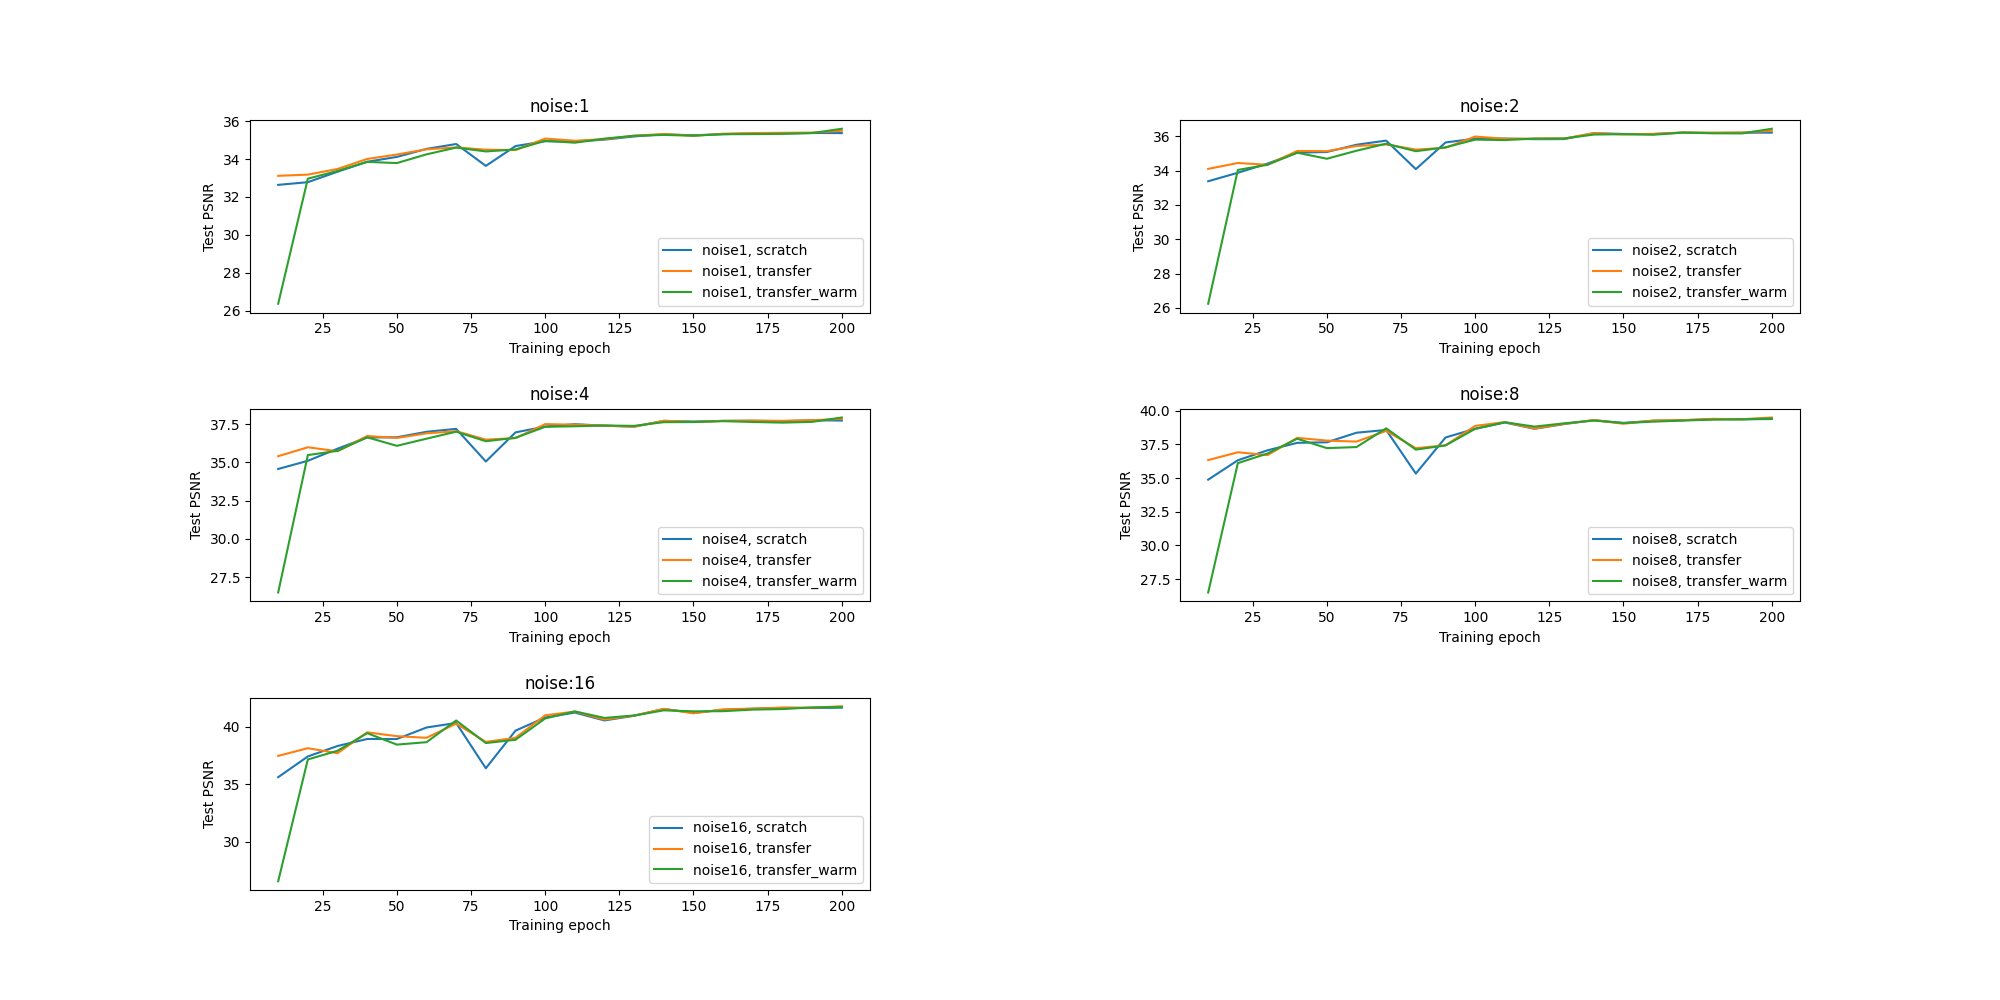 noise:1
36
34
32
30
28
26
Test PSNR
noise1, scratch
noise1, transfer
noise1, transfer_warm
25 50 75 100 125 150 175 200
Training epoch
noise:2
36
34
32
30
28
26
Test PSNR
noise2, scratch
noise2, transfer
noise2, transfer_warm
25 50 75 100 125 150 175 200
Training epoch
noise:4
37.5
35.0
32.5
30.0
27.5
Test PSNR
noise4, scratch
noise4, transfer
noise4, transfer_warm
25 50 75 100 125 150 175 200
Training epoch
noise:8
40.0
37.5
35.0
32.5
30.0
27.5
Test PSNR
noise8, scratch
noise8, transfer
noise8, transfer_warm
25 50 75 100 125 150 175 200
Training epoch
noise:16
40
35
30
Test PSNR
noise16, scratch
noise16, transfer
noise16, transfer_warm
25 50 75 100 125 150 175 200
Training epoch